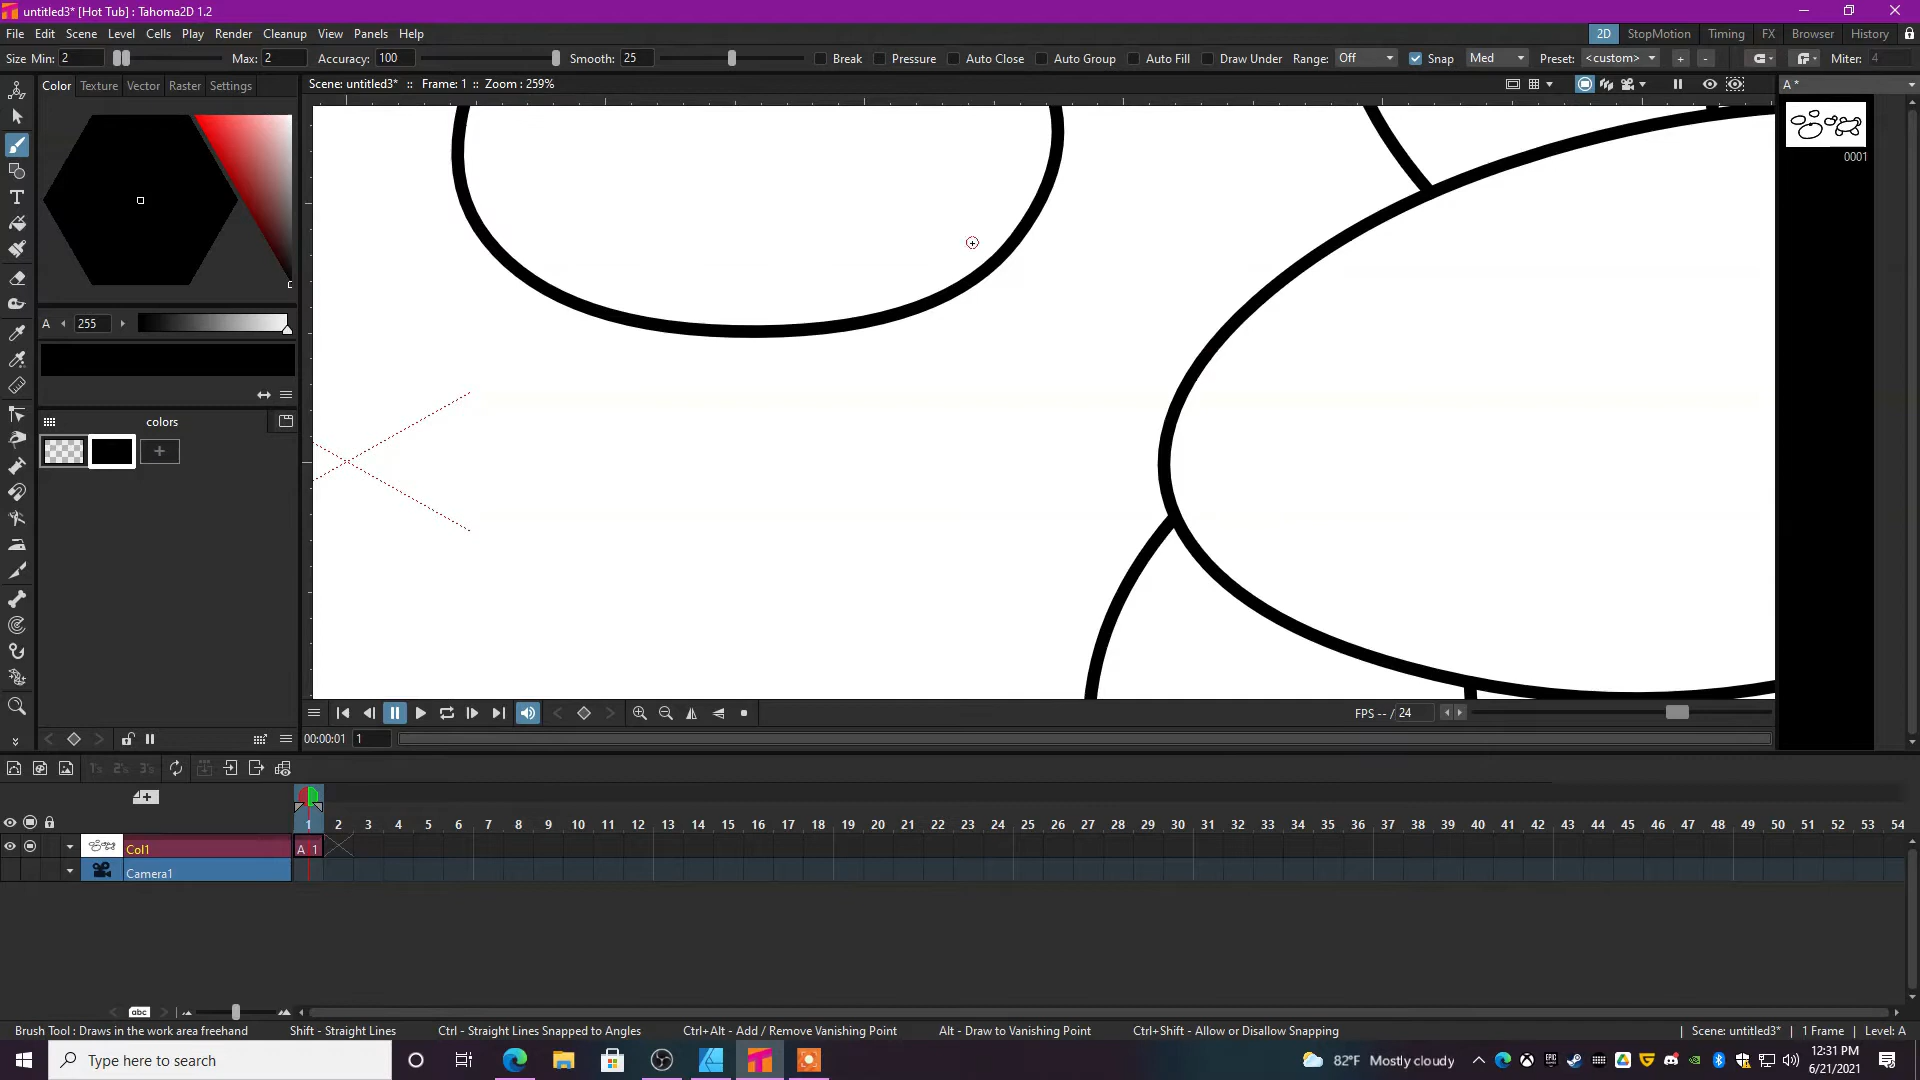 untitled3* [Hot Tub] : Tahoma2D 1.2
File Edit Scene Level Cells Play Render Cleanup View Panels Help
2D StopMotion Timing FX Browser History
Size Min: 2 Max: 2 Accuracy: 100 Smooth: 25 Break Pressure Auto Close Auto Group Auto Fill Draw Under Range: Off Snap Med Preset: <custom> + - Miter: 4
Color Texture Vector Raster Settings
Scene: untitled3* :: Frame: 1 :: Zoom : 259%
A *
0001
A 255
colors
+
FPS -- / 24
00:00:01 1
1's 2's 3's
1 2 3 4 5 6 7 8 9 10 11 12 13 14 15 16 17 18 19 20 21 22 23 24 25 26 27 28 29 30 31 32 33 34 35 36 37 38 39 40 41 42 43 44 45 46 47 48 49 50 51 52 53 54
Col1 A 1
Camera1
abc
Brush Tool : Draws in the work area freehand Shift - Straight Lines Ctrl - Straight Lines Snapped to Angles Ctrl+Alt - Add / Remove Vanishing Point Alt - Draw to Vanishing Point Ctrl+Shift - Allow or Disallow Snapping | Scene: untitled3* | 1 Frame | Level: A
Type here to search
82°F Mostly cloudy
12:31 PM
6/21/2021